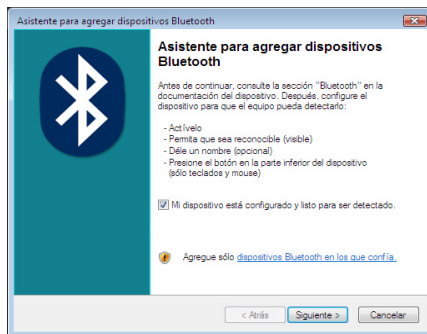 Asistente para agregar dispositivos Bluetooth
Asistente para agregar dispositivos
Bluetooth
Antes de continuar, consulte la sección "Bluetooth" en la
documentación del dispositivo. Después, configure el
dispositivo para que el equipo pueda detectarlo:
- Actívelo
- Permita que sea reconocible (visible)
- Déle un nombre (opcional)
- Presione el botón en la parte inferior del dispositivo
(sólo teclados y mouse)
Mi dispositivo está configurado y listo para ser detectado.
Agregue sólo dispositivos Bluetooth en los que confía.
< Atrás Siguiente > Cancelar